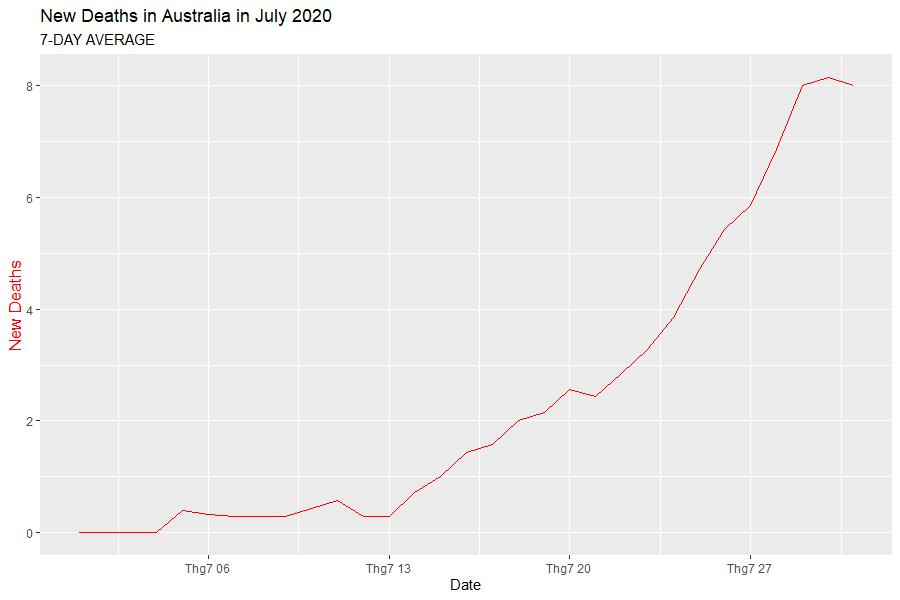 New Deaths in Australia in July 2020
7-DAY AVERAGE
8
6
4
2
0
New Deaths
Thg7 06
Thg7 13
Thg7 20
Thg7 27
Date